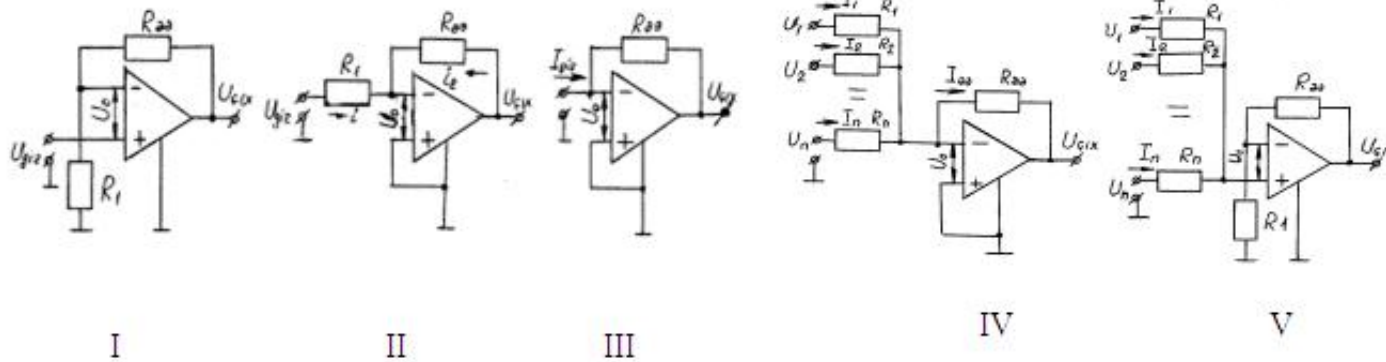 Rəə
U₀
Uçıx
Ugir
R1
I
Rəə
R1
i₂
U₀
Uçıx
Ugir
i
II
Rəə
Igir
U₀
III
I₁
R₁
U₁
I₂ R₂
U₂
Iəə
Rəə
In Rn
Un
U₀
Uçıx
IV
I₁
R₁
U₁
I₂
R₂
U₂
Rəə
In
Rn
Un
U₀
R1
V